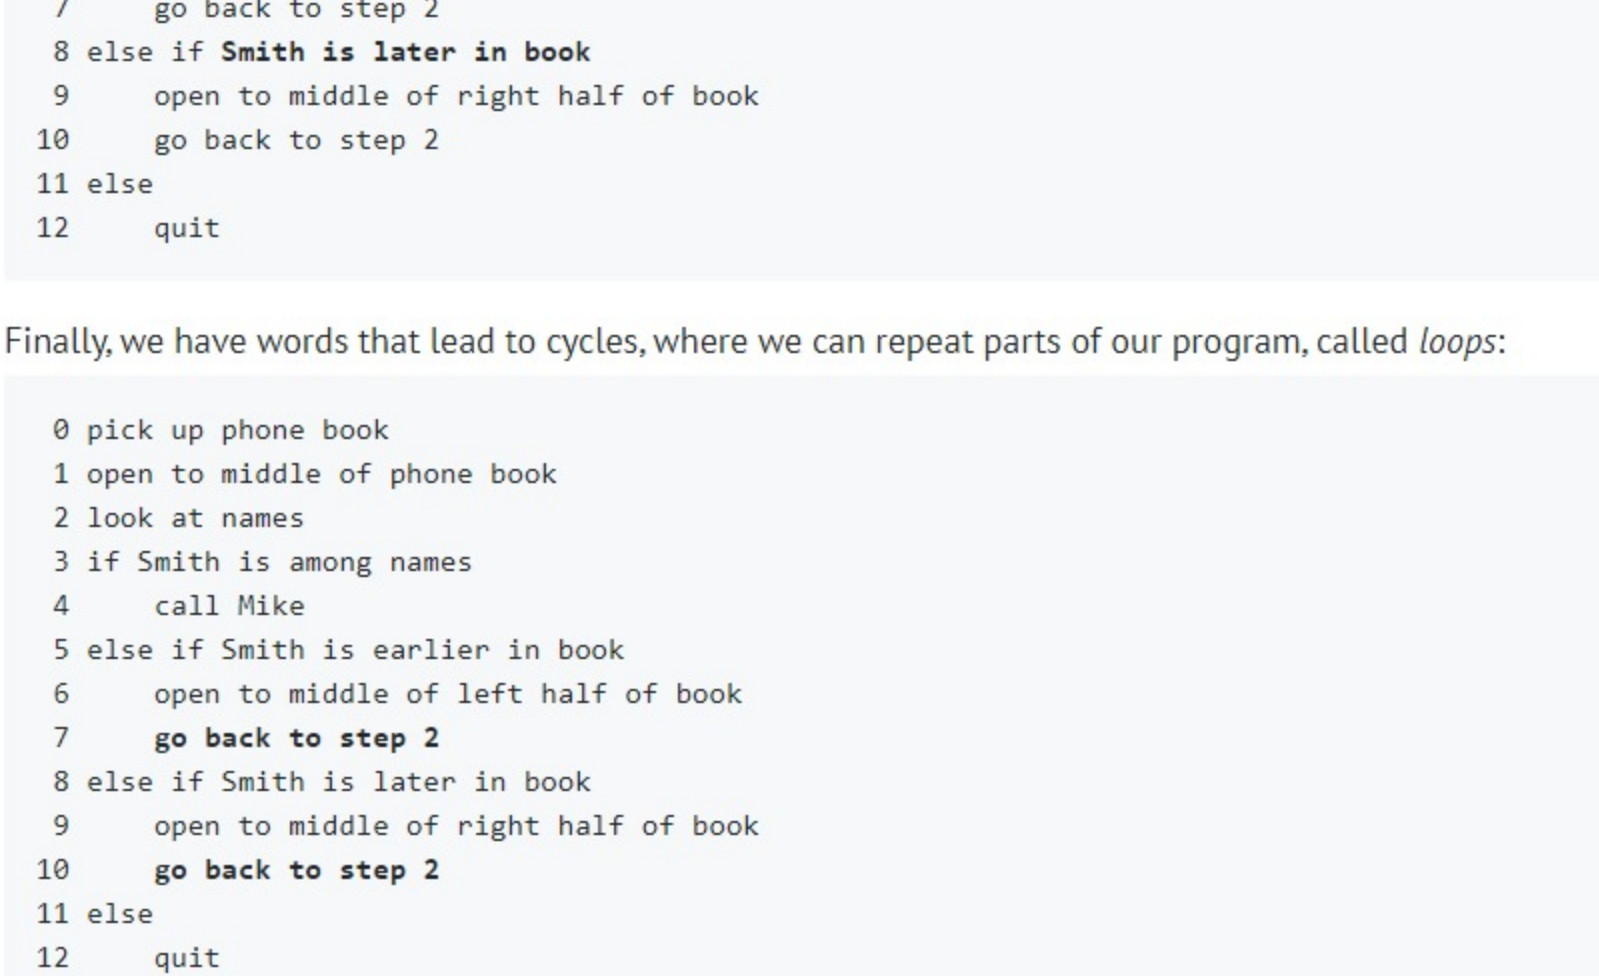 7     go back to step 2
8 else if Smith is later in book
9     open to middle of right half of book
10     go back to step 2
11 else
12     quit
Finally, we have words that lead to cycles, where we can repeat parts of our program, called loops:
0 pick up phone book
1 open to middle of phone book
2 look at names
3 if Smith is among names
4     call Mike
5 else if Smith is earlier in book
6     open to middle of left half of book
7     go back to step 2
8 else if Smith is later in book
9     open to middle of right half of book
10     go back to step 2
11 else
12     quit